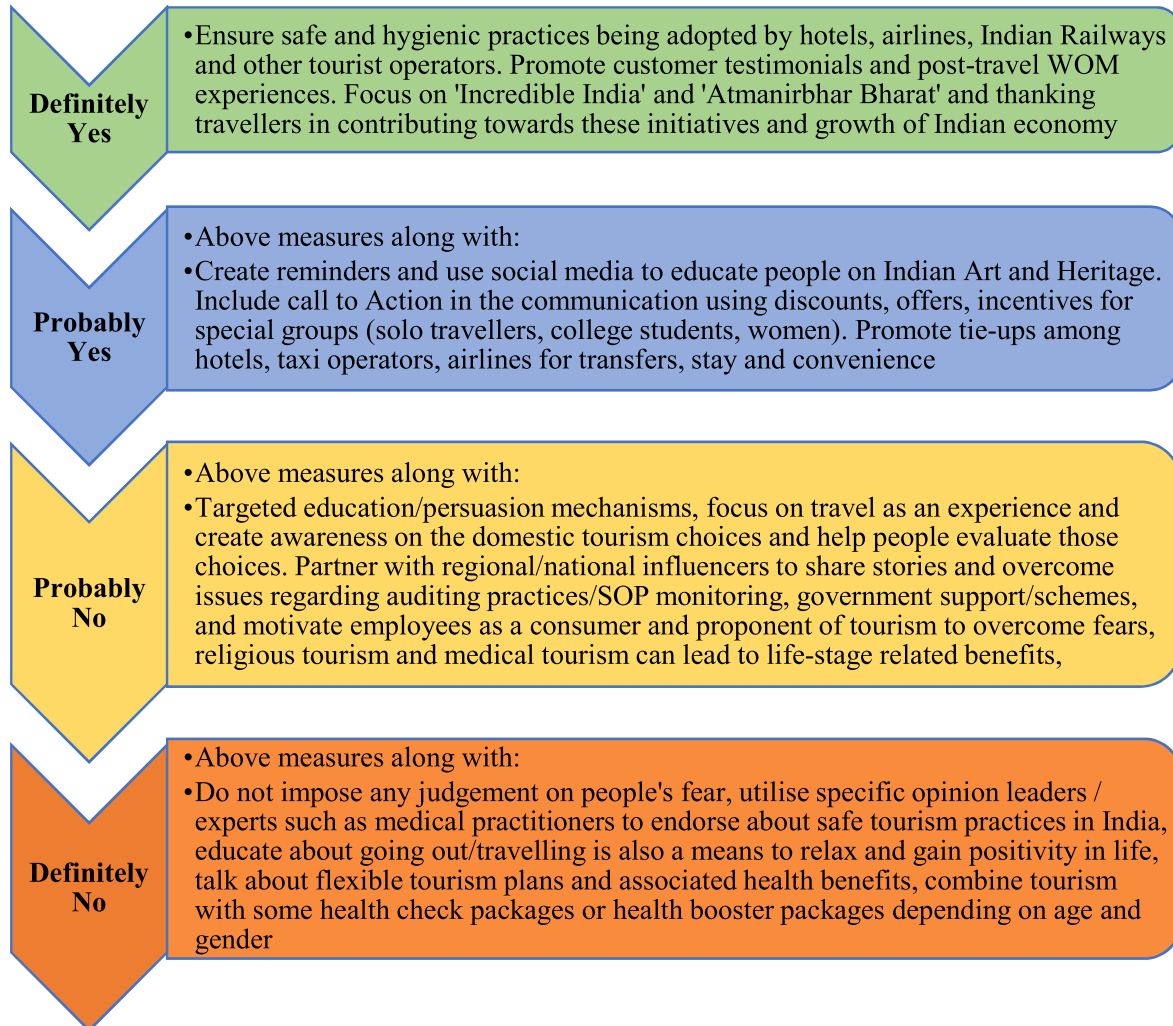 Definitely
Yes
•Ensure safe and hygienic practices being adopted by hotels, airlines, Indian Railways
and other tourist operators. Promote customer testimonials and post-travel WOM
experiences. Focus on 'Incredible India' and 'Atmanirbhar Bharat' and thanking
travellers in contributing towards these initiatives and growth of Indian economy
Probably
Yes
•Above measures along with:
•Create reminders and use social media to educate people on Indian Art and Heritage.
Include call to Action in the communication using discounts, offers, incentives for
special groups (solo travellers, college students, women). Promote tie-ups among
hotels, taxi operators, airlines for transfers, stay and convenience
Probably
No
•Above measures along with:
•Targeted education/persuasion mechanisms, focus on travel as an experience and
create awareness on the domestic tourism choices and help people evaluate those
choices. Partner with regional/national influencers to share stories and overcome
issues regarding auditing practices/SOP monitoring, government support/schemes,
and motivate employees as a consumer and proponent of tourism to overcome fears,
religious tourism and medical tourism can lead to life-stage related benefits,
Definitely
No
•Above measures along with:
•Do not impose any judgement on people's fear, utilise specific opinion leaders /
experts such as medical practitioners to endorse about safe tourism practices in India,
educate about going out/travelling is also a means to relax and gain positivity in life,
talk about flexible tourism plans and associated health benefits, combine tourism
with some health check packages or health booster packages depending on age and
gender